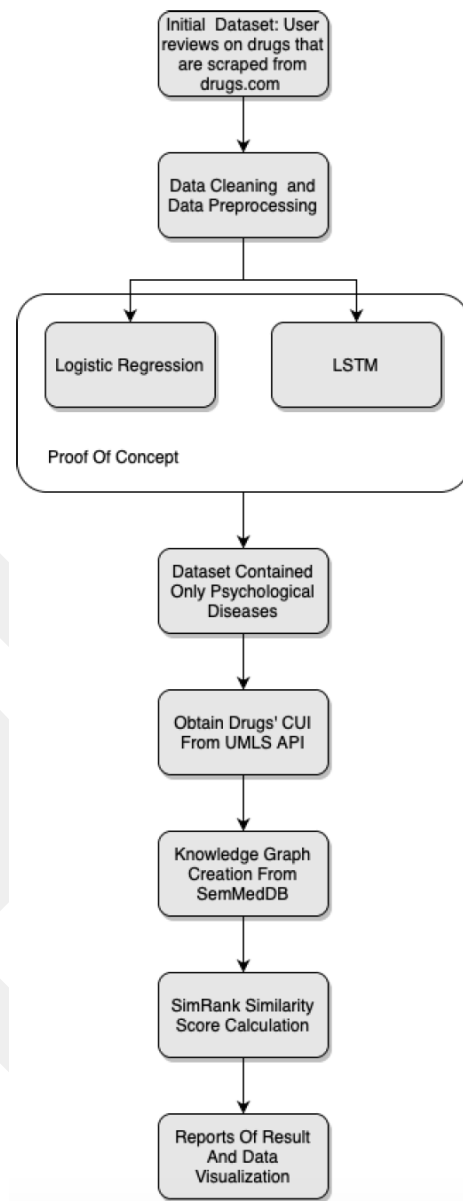 Initial Dataset: User
reviews on drugs that
are scraped from
drugs.com
Data Cleaning and
Data Preprocessing
Logistic Regression
LSTM
Proof Of Concept
Dataset Contained
Only Psychological
Diseases
Obtain Drugs' CUI
From UMLS API
Knowledge Graph
Creation From
SemMedDB
SimRank Similarity
Score Calculation
Reports Of Result
And Data
Visualization